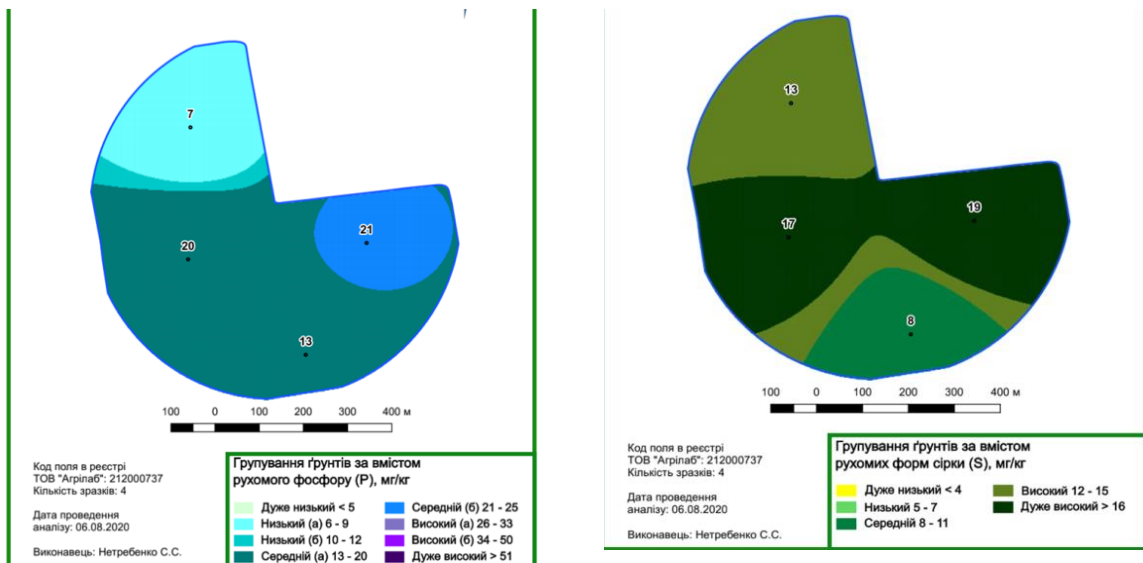 7
20
21
13
100 0 100 200 300 400 м
Код поля в реєстрі
ТОВ "Агрілаб": 212000737
Кількість зразків: 4
Дата проведення
аналізу: 06.08.2020
Виконавець: Нетребенко С.С.
Групування ґрунтів за вмістом
рухомого фосфору (P), мг/кг
Дуже низький < 5
Низький (а) 6 - 9
Низький (б) 10 - 12
Середній (а) 13 - 20
Середній (б) 21 - 25
Високий (а) 26 - 33
Високий (б) 34 - 50
Дуже високий > 51
13
17
19
8
100 0 100 200 300 400 м
Код поля в реєстрі
ТОВ "Агрілаб": 212000737
Кількість зразків: 4
Дата проведення
аналізу: 06.08.2020
Виконавець: Нетребенко С.С.
Групування ґрунтів за вмістом
рухомих форм сірки (S), мг/кг
Дуже низький < 4
Низький 5 - 7
Середній 8 - 11
Високий 12 - 15
Дуже високий > 16